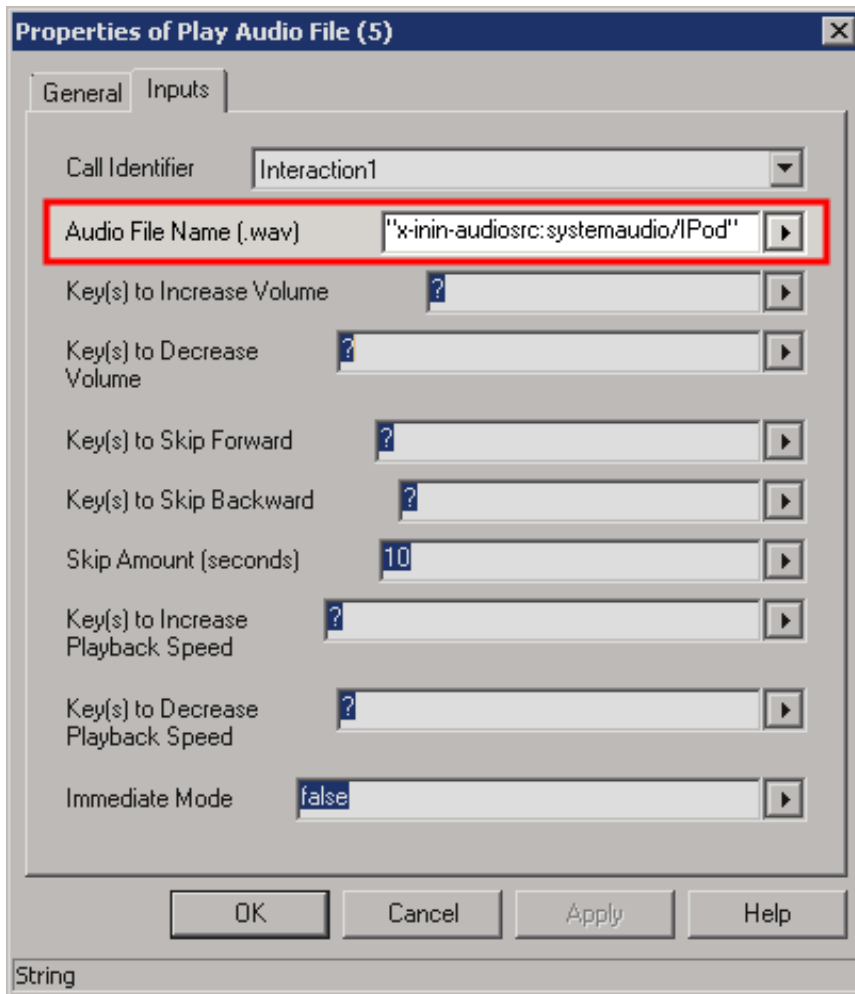 Properties of Play Audio File (5)
General Inputs
Call Identifier Interaction1
Audio File Name (.wav) "x-inin-audiosrc:systemaudio/IPod"
Key(s) to Increase Volume ?
Key(s) to Decrease ?
Volume
Key(s) to Skip Forward ?
Key(s) to Skip Backward ?
Skip Amount (seconds) 10
Key(s) to Increase ?
Playback Speed
Key(s) to Decrease ?
Playback Speed
Immediate Mode false
OK Cancel Apply Help
String